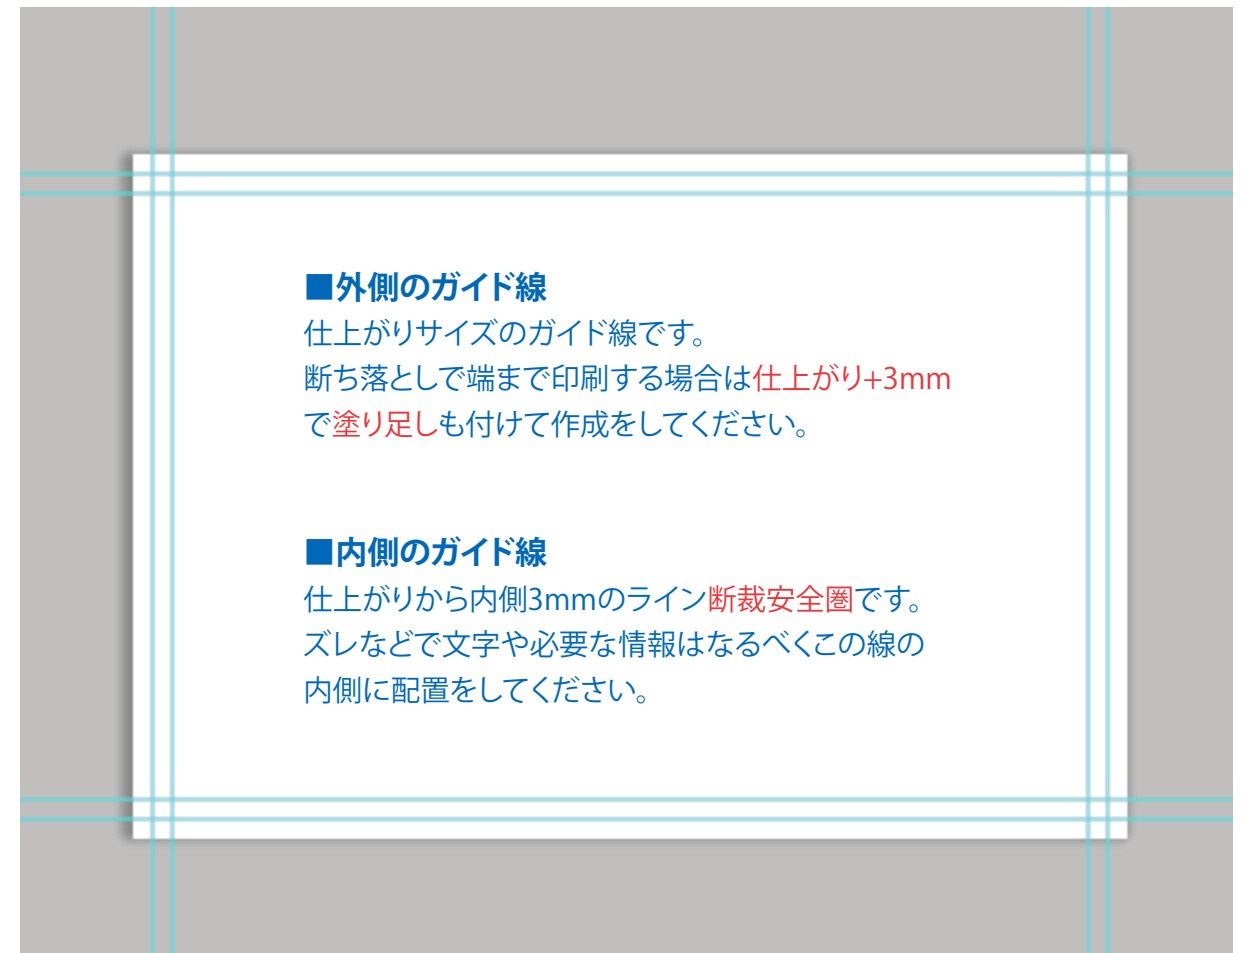 ■外側のガイド線
仕上がりサイズのガイド線です。
断ち落としで端まで印刷する場合は仕上がり+3mm
で塗り足しも付けて作成をしてください。
■内側のガイド線
仕上がりから内側3mmのライン断裁安全圏です。
ズレなどで文字や必要な情報はなるべくこの線の
内側に配置をしてください。